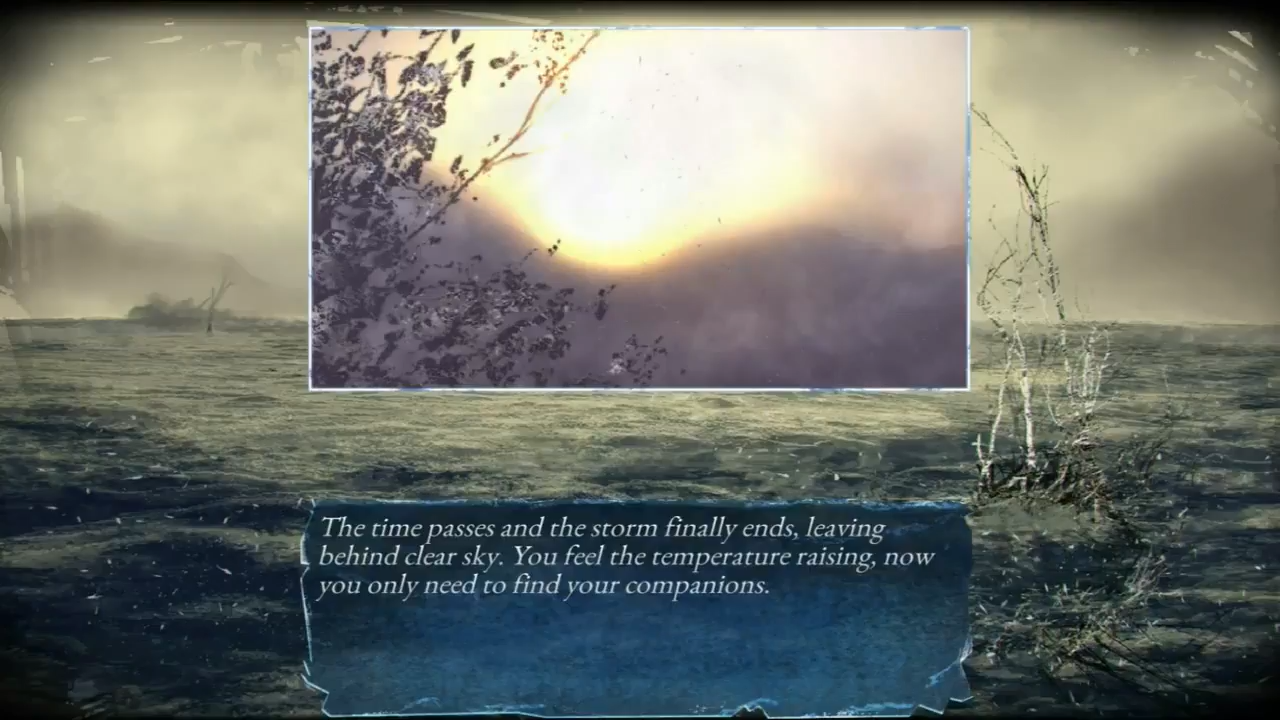 The time passes and the storm finally ends, leaving
behind clear sky. You feel the temperature raising, now
you only need to find your companions.